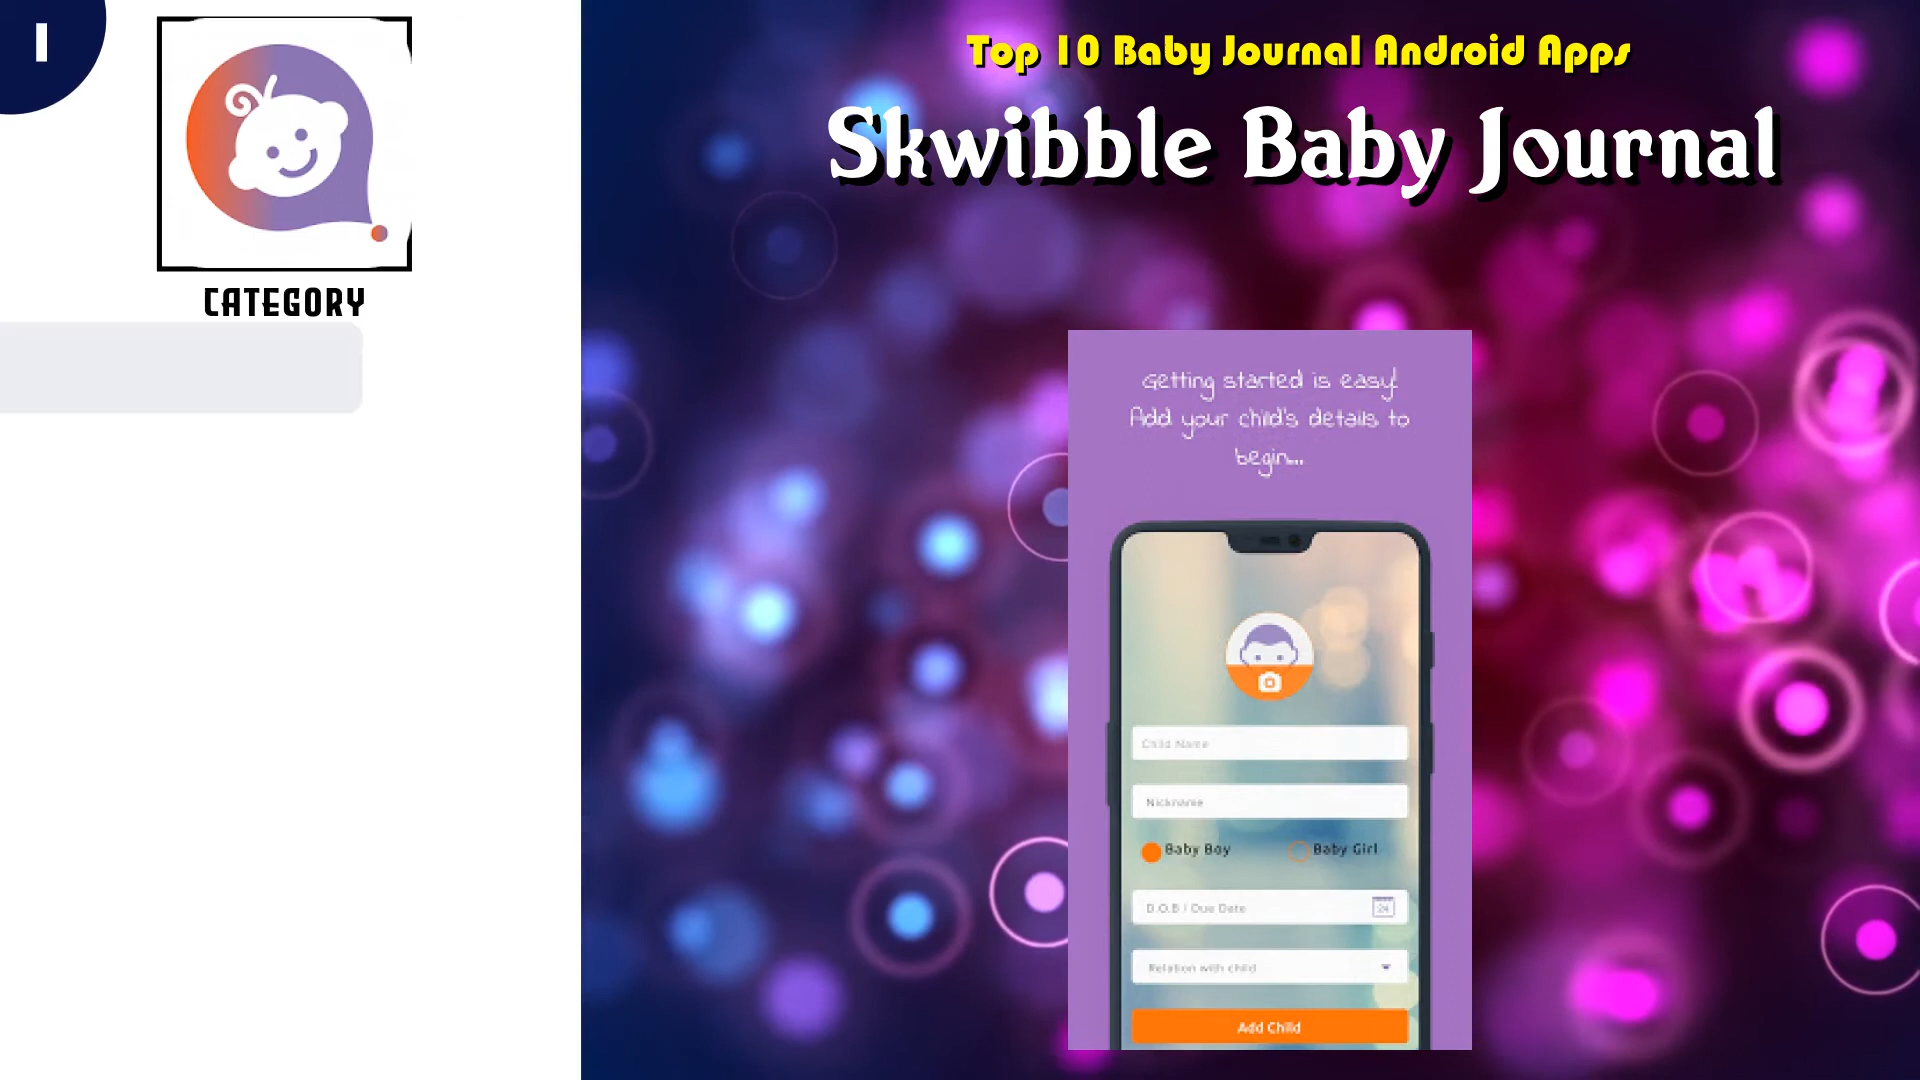 1
CATEGORY
Top 10 Baby Journal Android Apps
Skwibble Baby Journal
Getting started is easy!
Add your child's details to
begin...
Child Name
Nickname
Baby Boy
Baby Girl
D.O.B / Due Date
24
Relation with child
Add Child